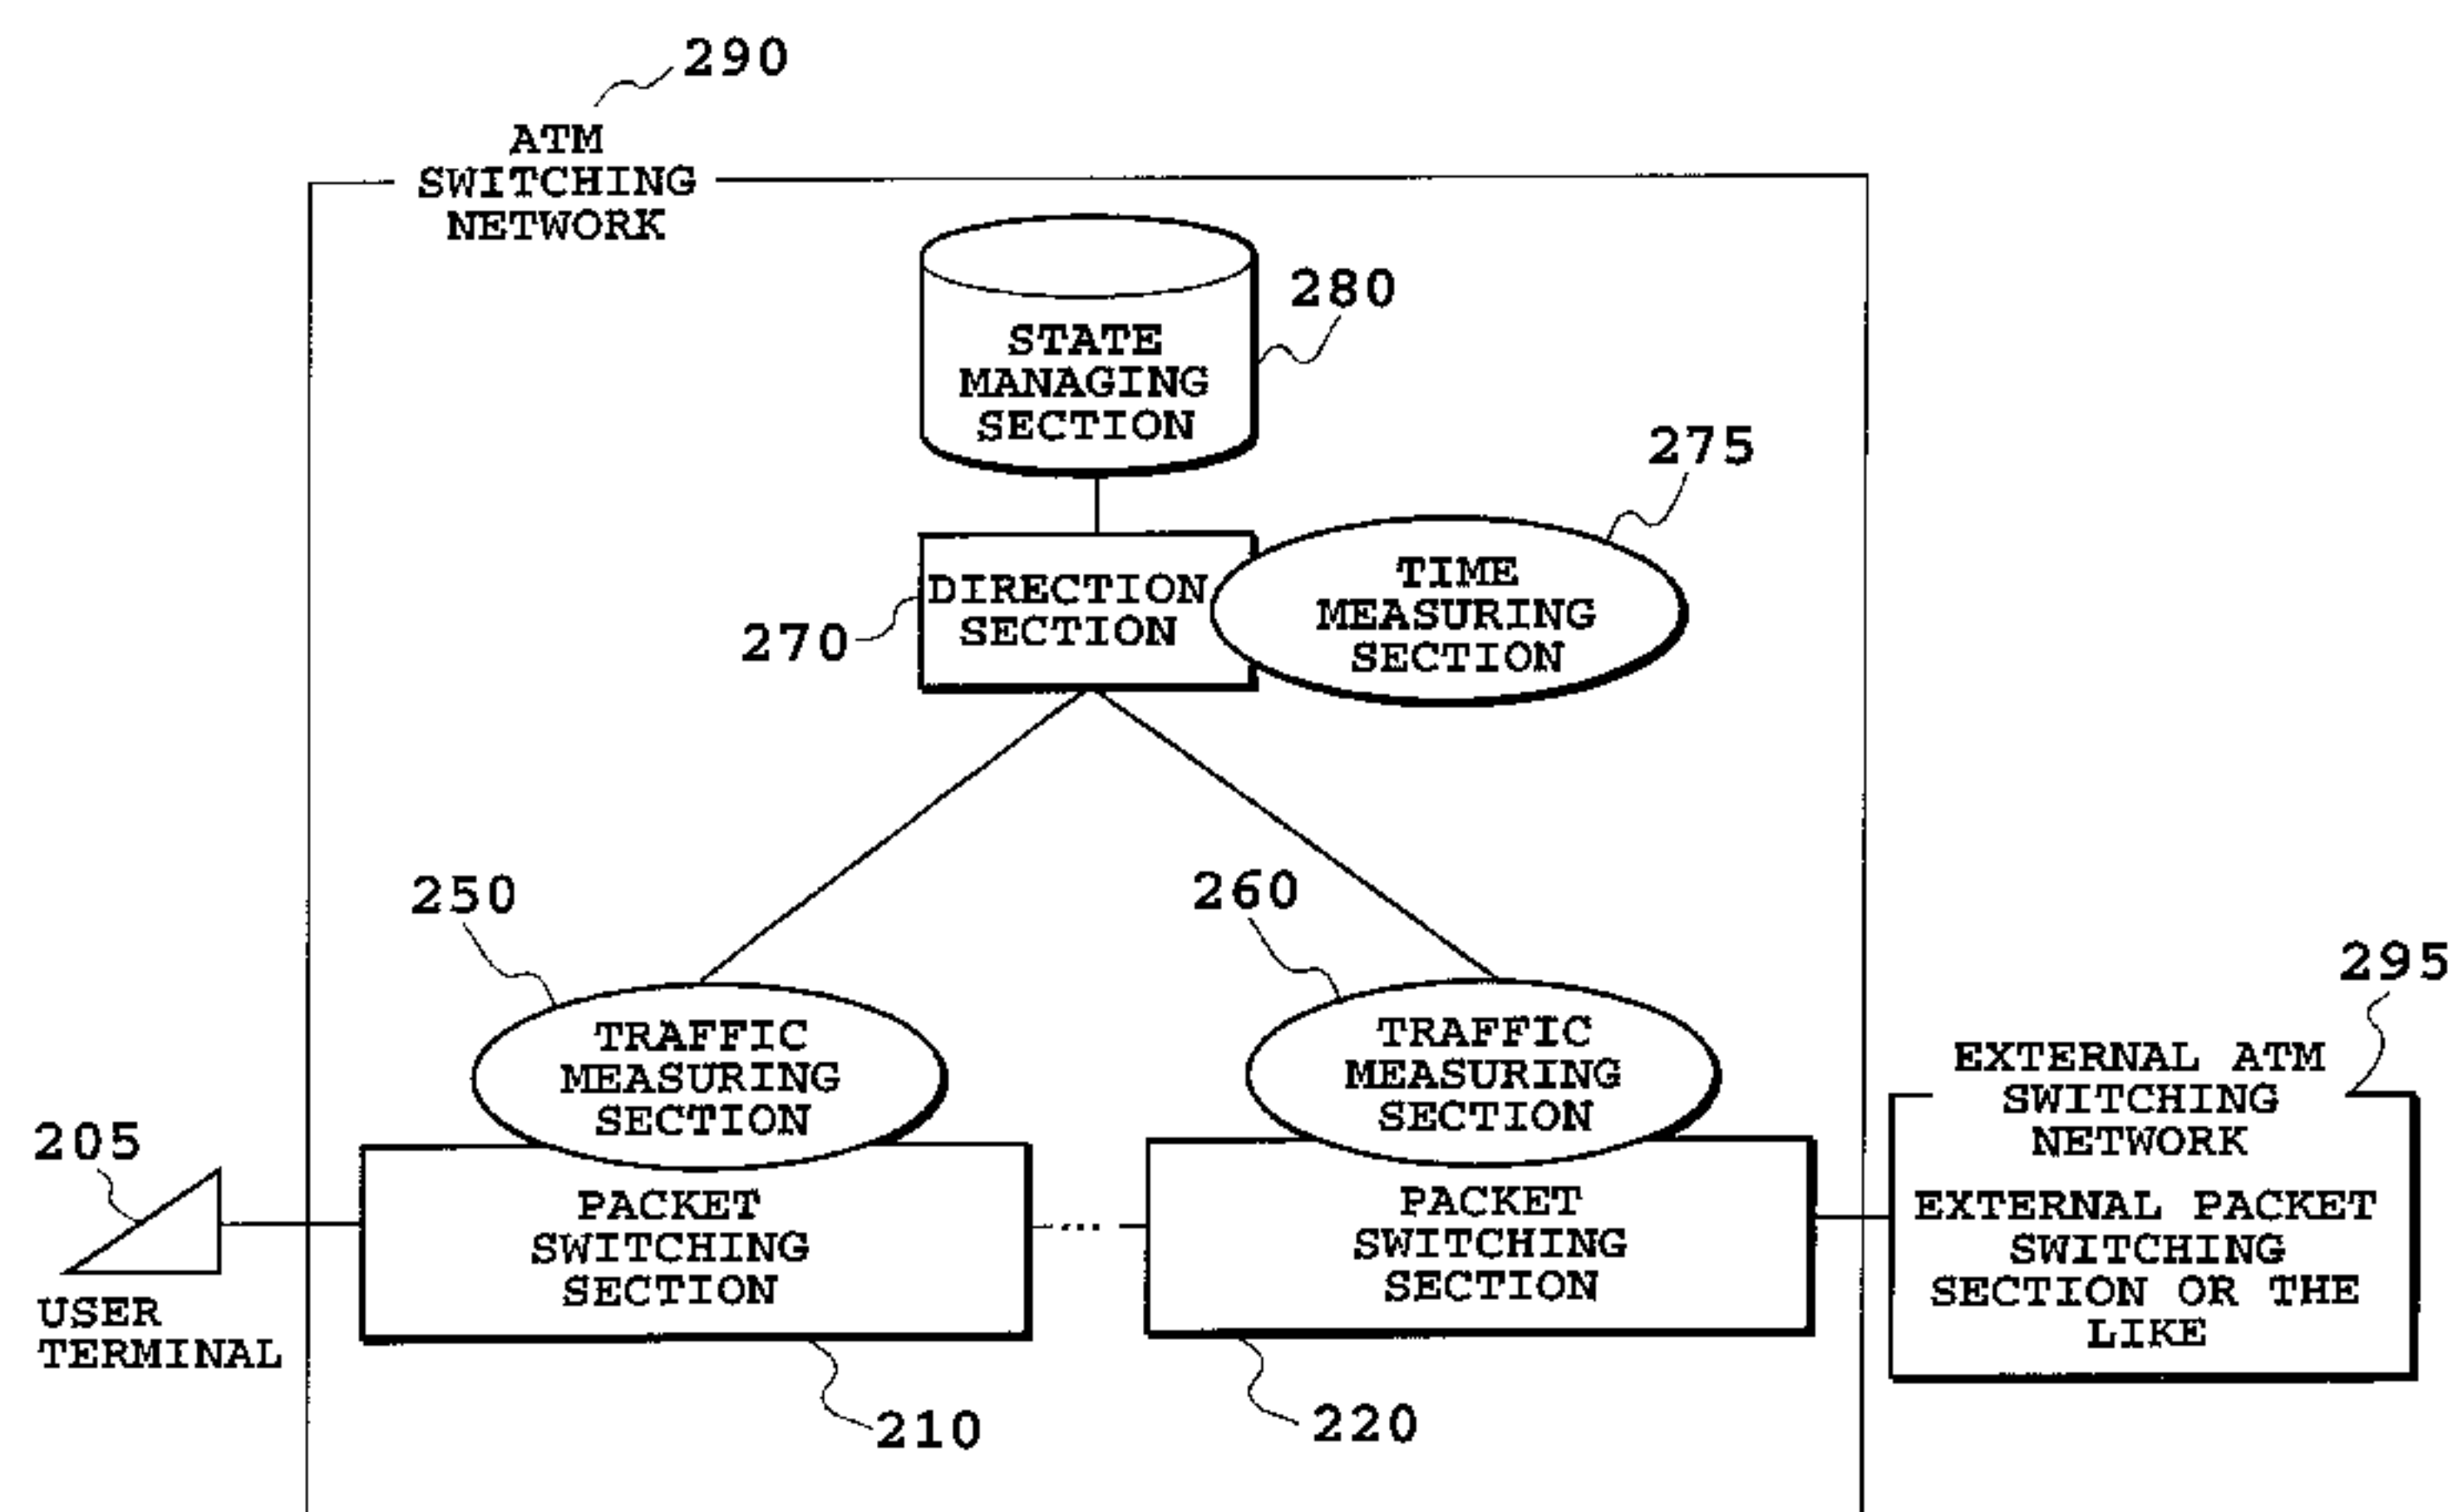 290
ATM
SWITCHING
NETWORK
280
STATE
MANAGING
SECTION
275
DIRECTION
SECTION
270
TIME
MEASURING
SECTION
250
260
295
TRAFFIC
MEASURING
SECTION
TRAFFIC
MEASURING
SECTION
EXTERNAL ATM
SWITCHING
NETWORK
EXTERNAL PACKET
SWITCHING
SECTION OR THE
LIKE
205
USER
TERMINAL
PACKET
SWITCHING
SECTION
...
PACKET
SWITCHING
SECTION
210
220